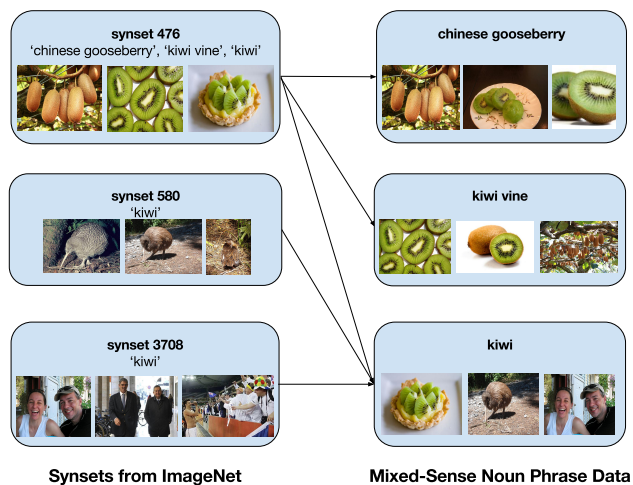 synset 476
‘chinese gooseberry’, ‘kiwi vine’, ‘kiwi’
synset 580
‘kiwi’
synset 3708
‘kiwi’
Synsets from ImageNet
chinese gooseberry
kiwi vine
kiwi
Mixed-Sense Noun Phrase Data